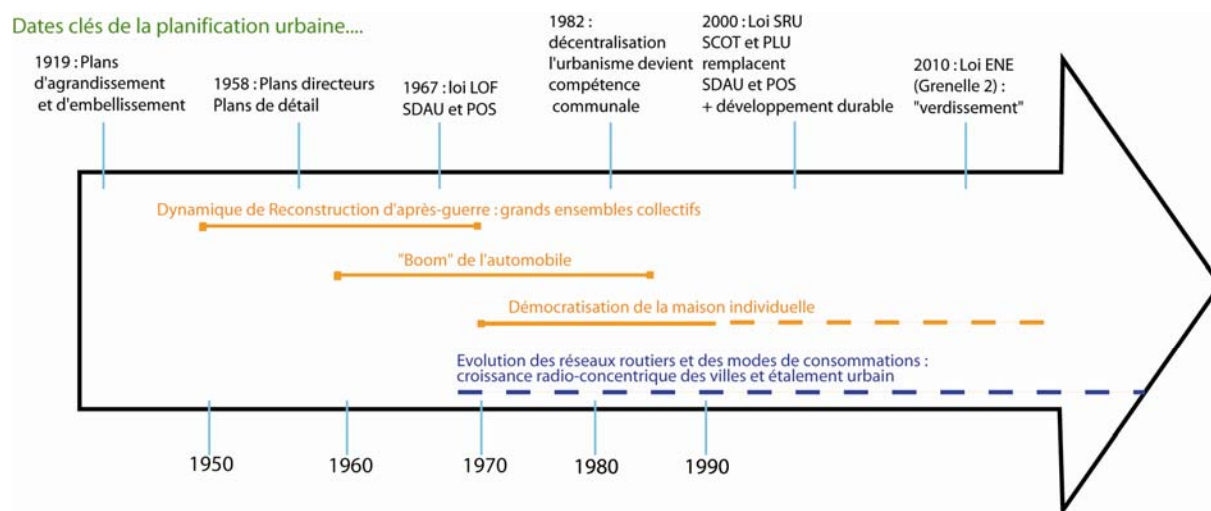 Dates clés de la planification urbaine....
1919 : Plans
d'agrandissement
et d'embellissement
1958 : Plans directeurs
Plans de détail
1967 : loi LOF
SDAU et POS
1982 :
décentralisation
l'urbanisme devient
compétence
communale
2000 : Loi SRU
SCOT et PLU
remplacent
SDAU et POS
+ développement durable
2010 : Loi ENE
(Grenelle 2) :
"verdissement"
Dynamique de Reconstruction d'après-guerre : grands ensembles collectifs
"Boom" de l'automobile
Démocratisation de la maison individuelle
Evolution des réseaux routiers et des modes de consommations :
croissance radio-concentrique des villes et étalement urbain
1950
1960
1970
1980
1990